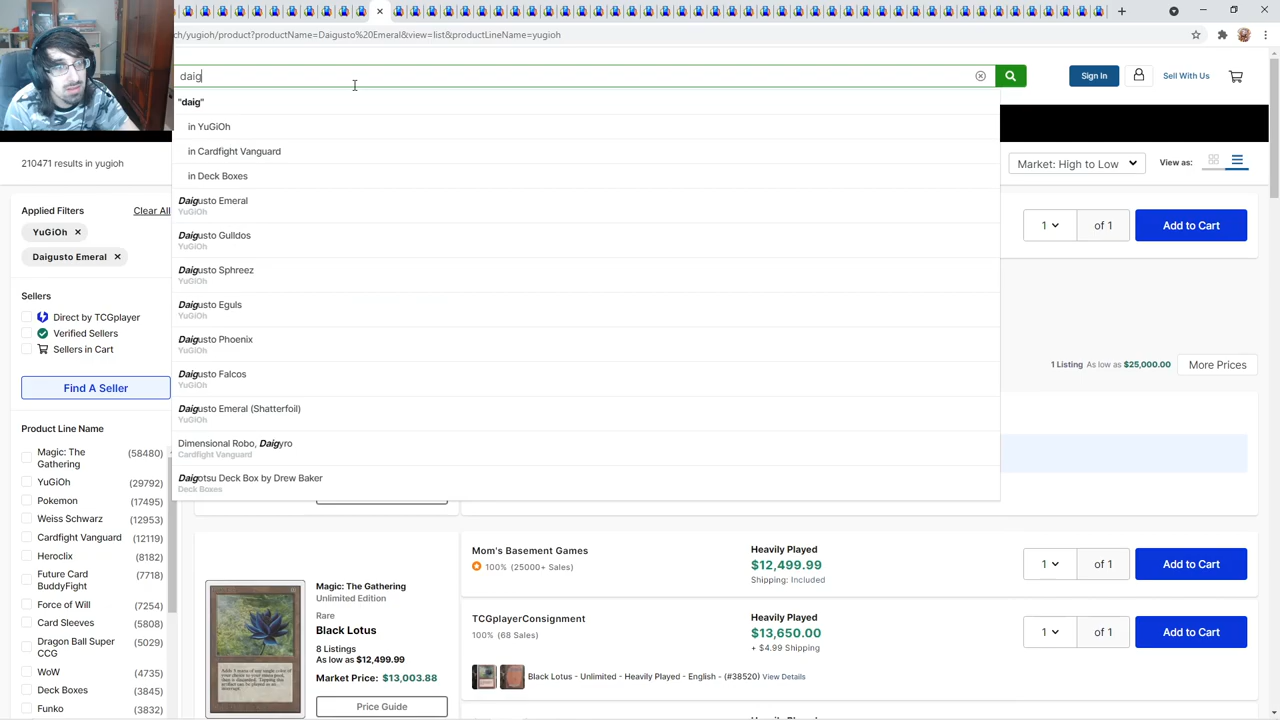 ch/yugioh/product?productName=Daigusto%20Emeral&view=list&productLineName=yugioh
daig
Sign In
Sell With Us
"daig"
in YuGiOh
in Cardfight Vanguard
in Deck Boxes
Daigusto Emeral
YuGiOh
Daigusto Gulldos
YuGiOh
Daigusto Sphreez
YuGiOh
Daigusto Eguls
YuGiOh
Daigusto Phoenix
YuGiOh
Daigusto Falcos
YuGiOh
Daigusto Emeral (Shatterfoil)
YuGiOh
Dimensional Robo, Daigyro
Cardfight Vanguard
Daigotsu Deck Box by Drew Baker
Deck Boxes
210471 results in yugioh
Market: High to Low
View as:
Applied Filters
Clear All
YuGiOh ×
Daigusto Emeral ×
Sellers
Direct by TCGplayer
Verified Sellers
Sellers in Cart
Find A Seller
Product Line Name
Magic: The Gathering (58480)
YuGiOh (29792)
Pokemon (17495)
Weiss Schwarz (12953)
Cardfight Vanguard (12119)
Heroclix (8182)
Future Card BuddyFight (7718)
Force of Will (7254)
Card Sleeves (5808)
Dragon Ball Super CCG (5029)
WoW (4735)
Deck Boxes (3845)
Funko (3832)
1 of 1 Add to Cart
1 Listing As low as $25,000.00 More Prices
Magic: The Gathering
Unlimited Edition
Rare
Black Lotus
8 Listings
As low as $12,499.99
Market Price: $13,003.88
Price Guide
Mom's Basement Games
100% (25000+ Sales)
Heavily Played
$12,499.99
Shipping: Included
1 of 1 Add to Cart
TCGplayerConsignment
100% (68 Sales)
Heavily Played
$13,650.00
+ $4.99 Shipping
1 of 1 Add to Cart
Black Lotus - Unlimited - Heavily Played - English - (#38520) View Details